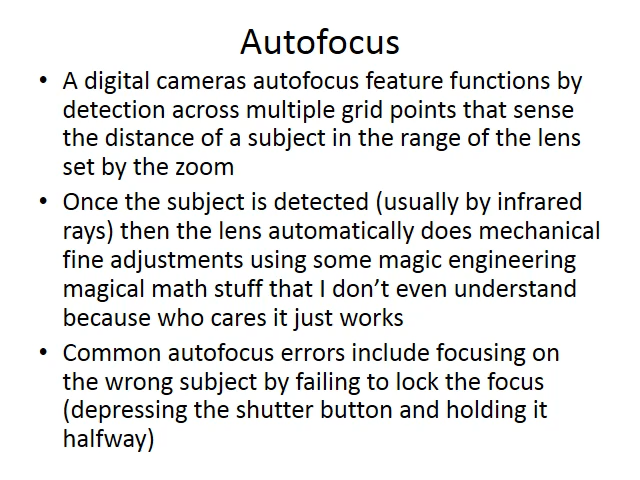 Autofocus
• A digital cameras autofocus feature functions by
detection across multiple grid points that sense
the distance of a subject in the range of the lens
set by the zoom
• Once the subject is detected (usually by infrared
rays) then the lens automatically does mechanical
fine adjustments using some magic engineering
magical math stuff that I don’t even understand
because who cares it just works
• Common autofocus errors include focusing on
the wrong subject by failing to lock the focus
(depressing the shutter button and holding it
halfway)